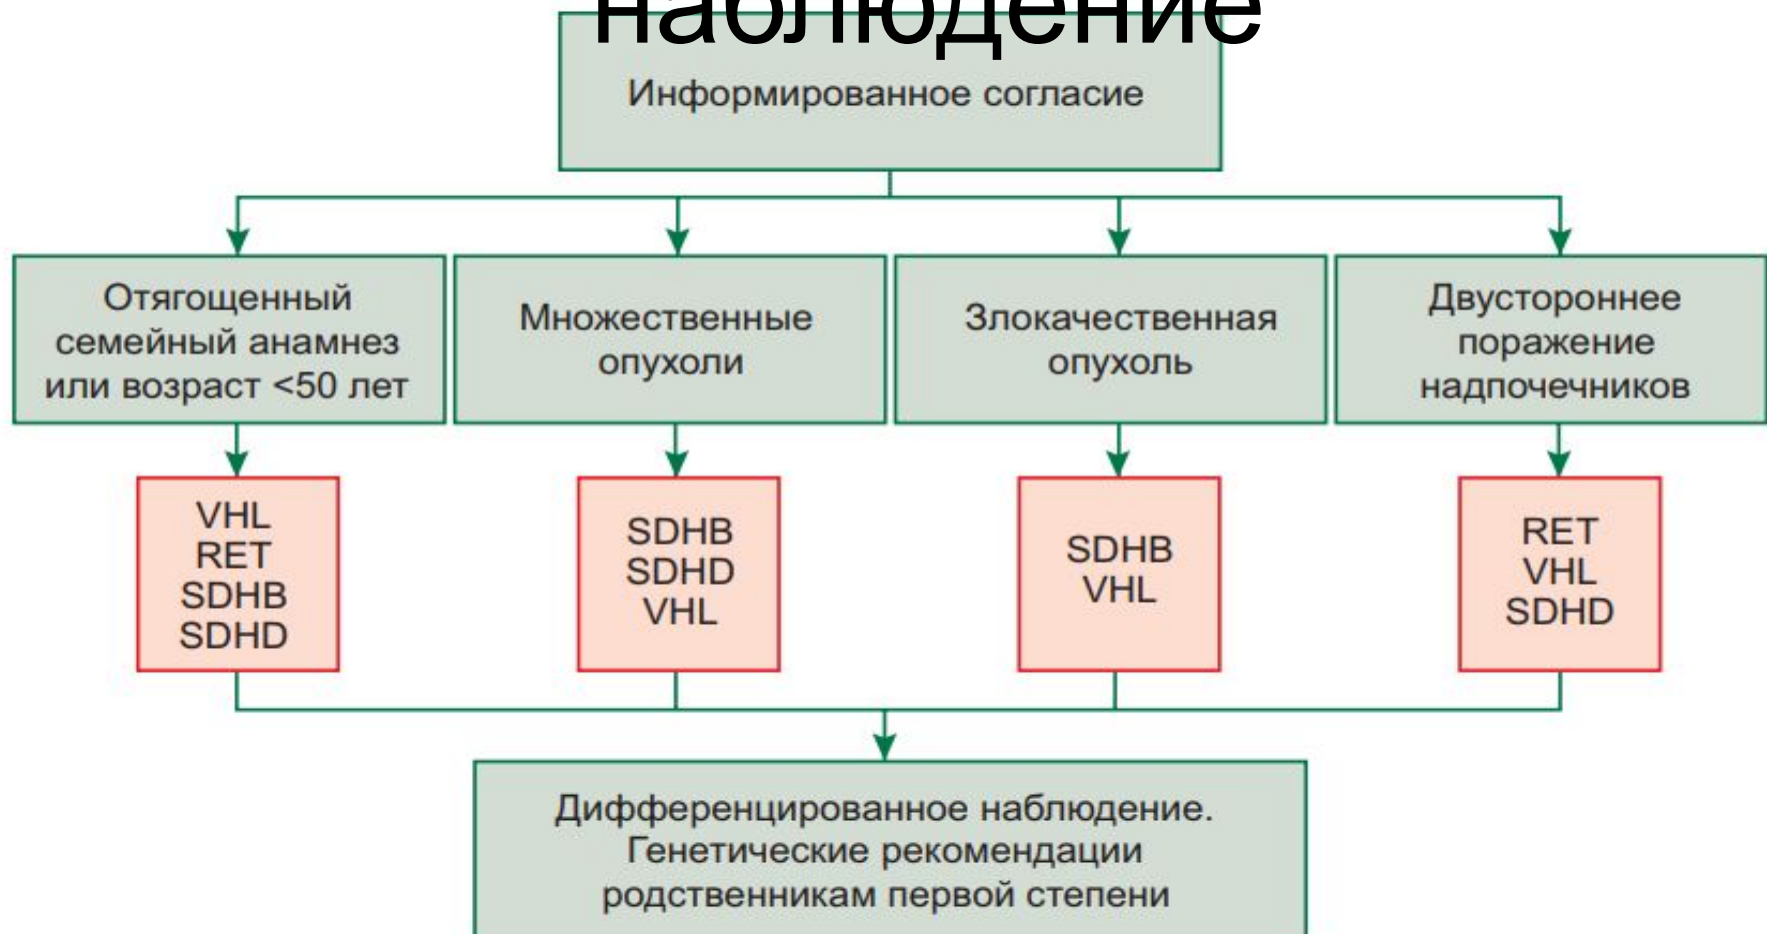 наблюдение
Информированное согласие
Отягощенный
семейный анамнез
или возраст <50 лет
Множественные
опухоли
Злокачественная
опухоль
Двустороннее
поражение
надпочечников
VHL
RET
SDHB
SDHD
SDHB
SDHD
VHL
SDHB
VHL
RET
VHL
SDHD
Дифференцированное наблюдение.
Генетические рекомендации
родственникам первой степени